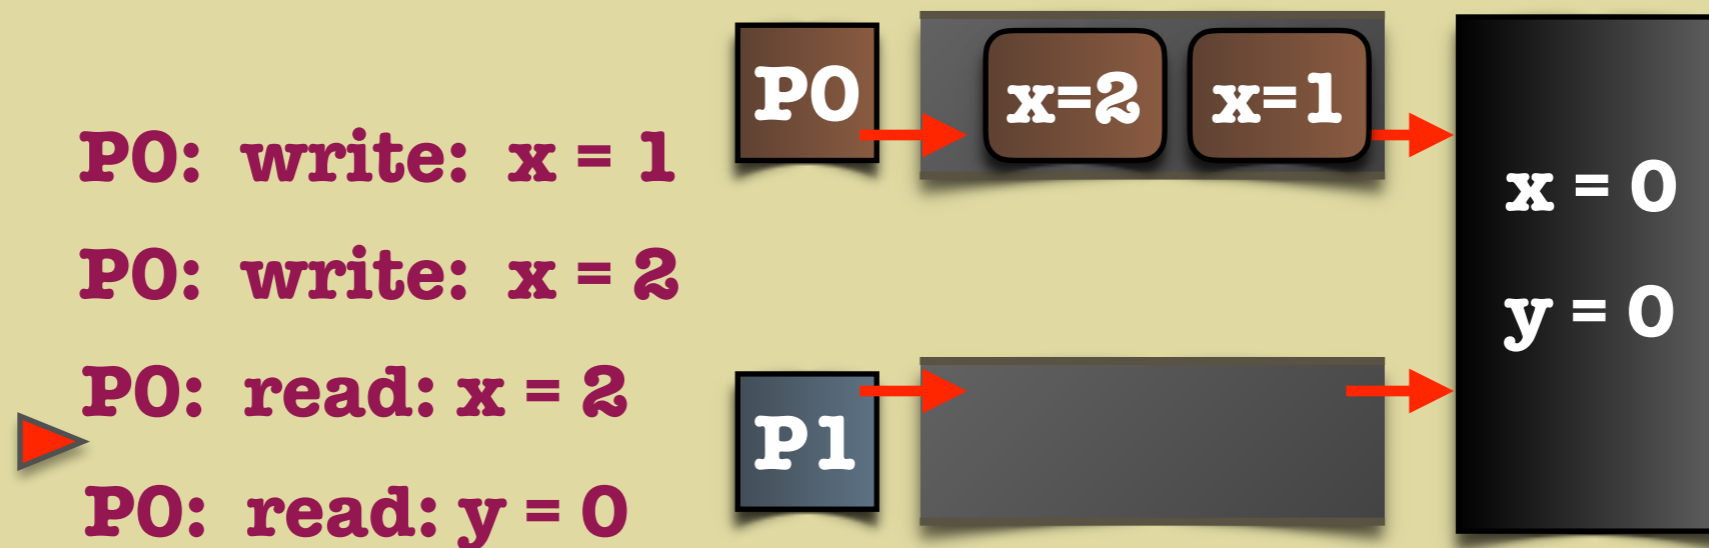 P0: write: x = 1
P0: write: x = 2
P0: read: x = 2
P0: read: y = 0
P0
x=2
x=1
P1
x = 0
y = 0